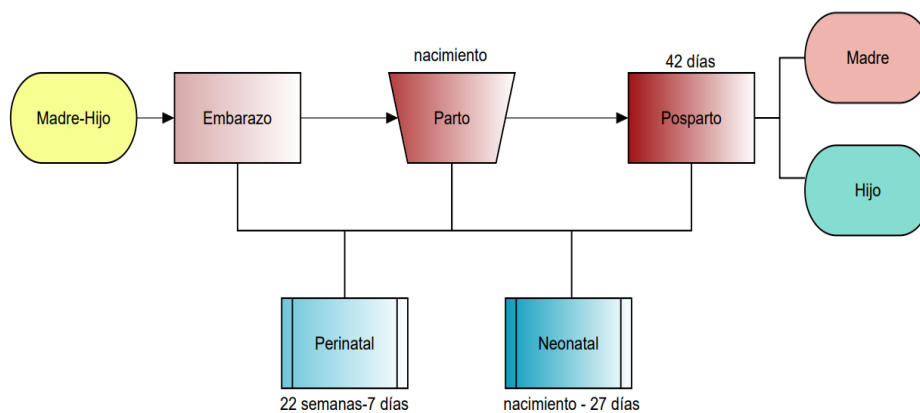 nacimiento
42 días
Madre
Madre-Hijo
Embarazo
Parto
Posparto
Hijo
Perinatal
Neonatal
22 semanas-7 días
nacimiento - 27 días